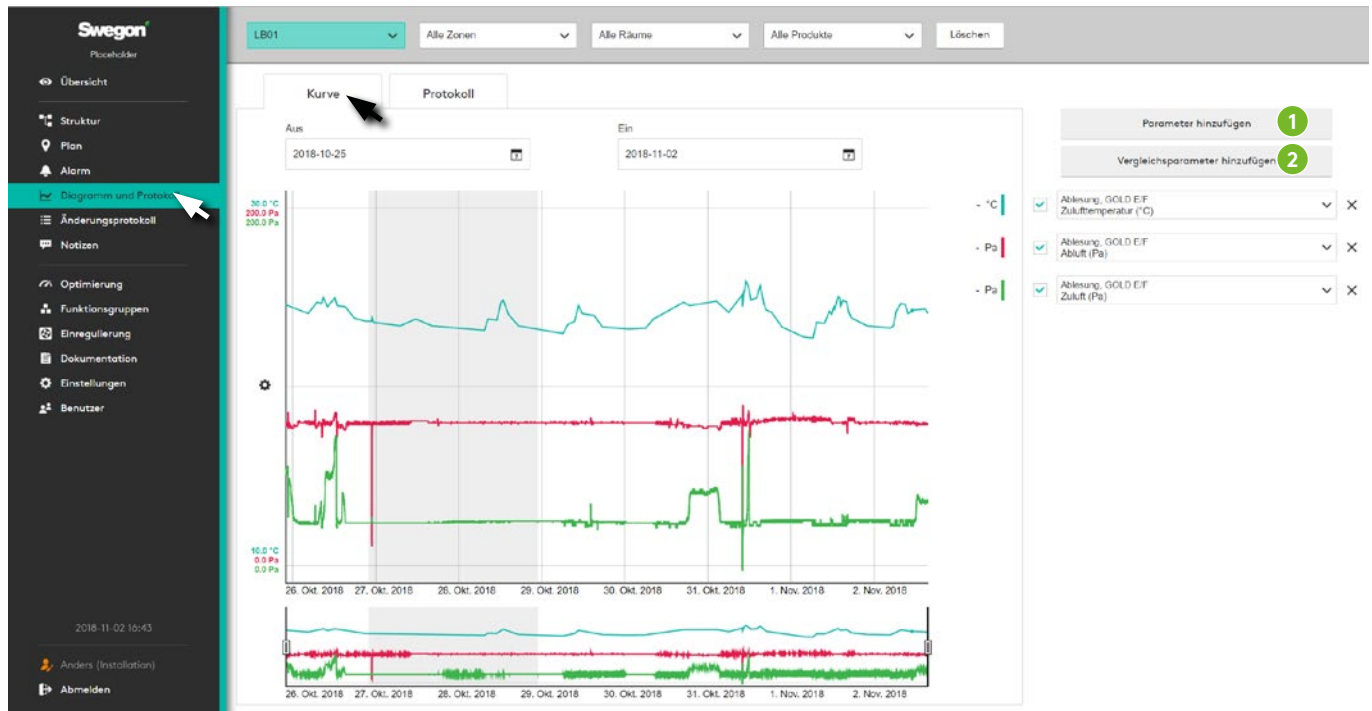 Swegon
Placeholder
Übersicht
Struktur
Plan
Alarm
Diagramm und Protoko
Änderungsprotokoll
Notizen
Optimierung
Funktionsgruppen
Einregulierung
Dokumentation
Einstellungen
Benutzer
2018-11-02 16:43
Anders (Installation)
Abmelden
LB01
Alle Zonen
Alle Räume
Alle Produkte
Löschen
Kurve
Protokoll
Aus
Ein
2018-10-25
2018-11-02
30.0 °C
200.0 Pa
200.0 Pa
10.0 °C
0.0 Pa
0.0 Pa
26. Okt. 2018 27. Okt. 2018 28. Okt. 2018 29. Okt. 2018 30. Okt. 2018 31. Okt. 2018 1. Nov. 2018 2. Nov. 2018
26. Okt. 2018 27. Okt. 2018 28. Okt. 2018 29. Okt. 2018 30. Okt. 2018 31. Okt. 2018 1. Nov. 2018 2. Nov. 2018
Parameter hinzufügen 1
Vergleichsparameter hinzufügen 2
- °C
Ablesung, GOLD E/F
Zulufttemperatur (°C)
- Pa
Ablesung, GOLD E/F
Abluft (Pa)
- Pa
Ablesung, GOLD E/F
Zuluft (Pa)